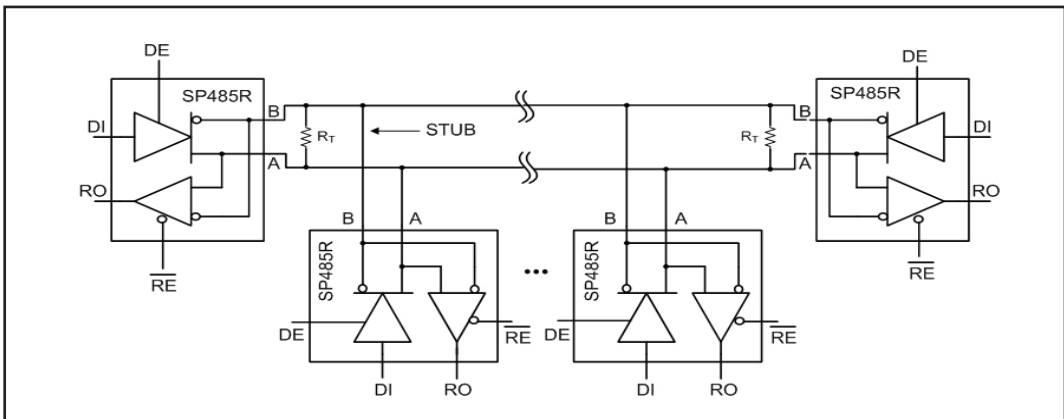 DE
DE
SP485R
SP485R
B
B
DI
STUB
RT
RT
DI
A
A
RO
RO
B
A
B
A
RE
RE
SP485R
SP485R
...
DE
RE
DE
RE
DI
RO
DI
RO